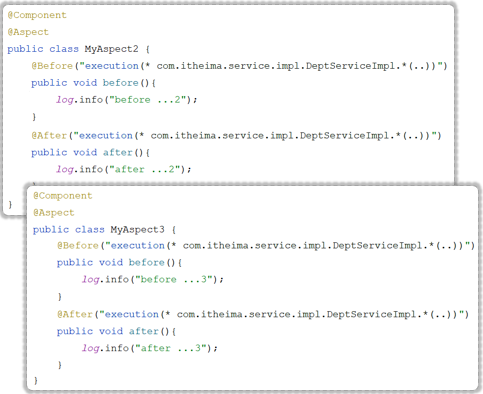 @Component
@Aspect
public class MyAspect2 {
@Before("execution(* com.itheima.service.impl.DeptServiceImpl.*(..))")
public void before(){
log.info("before ...2");
}
@After("execution(* com.itheima.service.impl.DeptServiceImpl.*(..))")
public void after(){
log.info("after ...2");
}
@Component
@Aspect
public class MyAspect3 {
@Before("execution(* com.itheima.service.impl.DeptServiceImpl.*(..))")
public void before(){
log.info("before ...3");
}
@After("execution(* com.itheima.service.impl.DeptServiceImpl.*(..))")
public void after(){
log.info("after ...3");
}
}